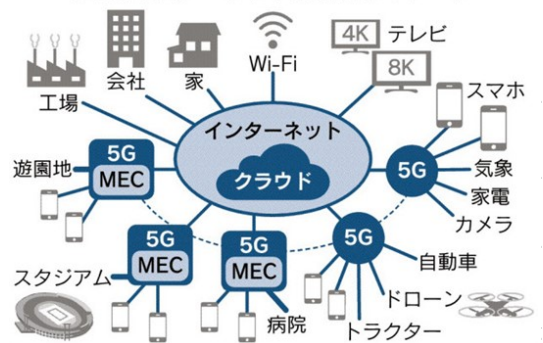 4K
テレビ
8K
Wi-Fi
会社
家
工場
スマホ
インターネット
クラウド
5G
MEC
遊園地
5G
気象
家電
カメラ
5G
MEC
スタジアム
5G
MEC
病院
5G
自動車
ドローン
トラクター